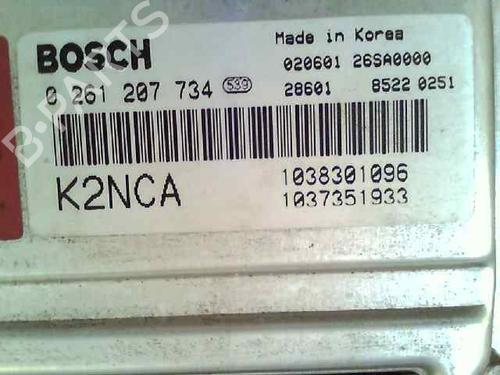 BOSCH
Made in Korea
020601 26SA0000
0 261 207 734 539
28601 8522 0251
K2NCA
1038301096
1037351933
B-PARTS